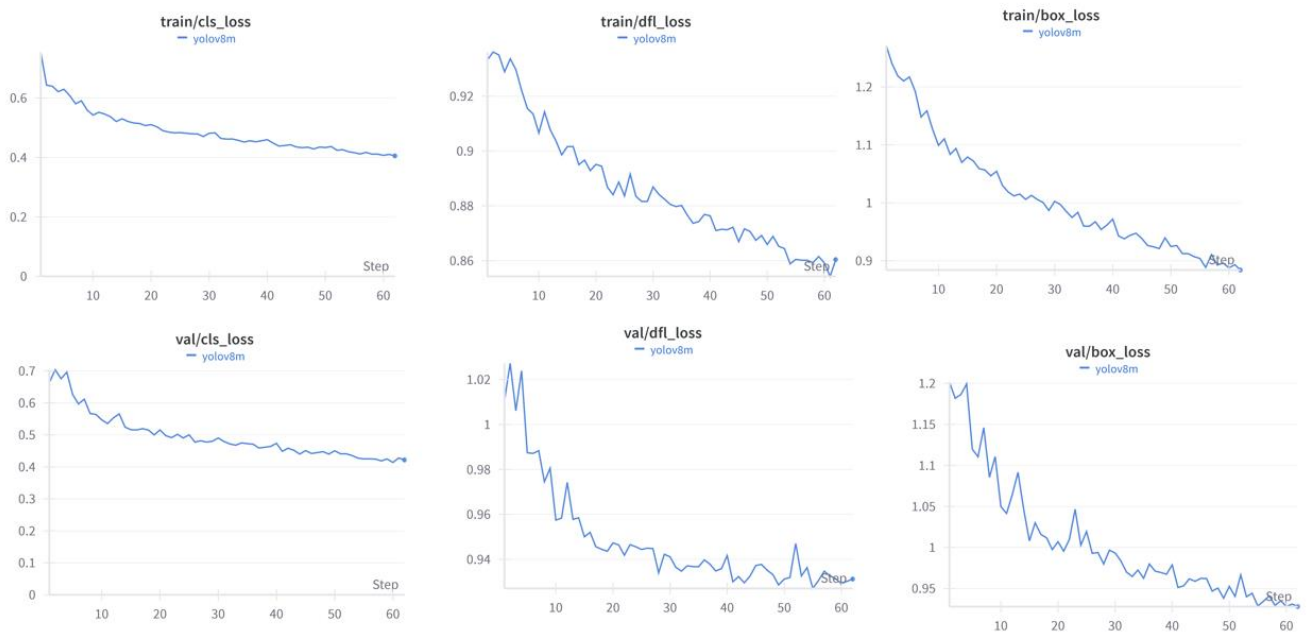 train/cls_loss
yolov8m
0.6
0.4
0.2
0
Step
10 20 30 40 50 60
train/dfl_loss
yolov8m
0.92
0.9
0.88
0.86
Step
10 20 30 40 50 60
train/box_loss
yolov8m
1.2
1.1
1
0.9
Step
10 20 30 40 50 60
val/cls_loss
yolov8m
0.7
0.6
0.5
0.4
0.3
0.2
0.1
0
Step
10 20 30 40 50 60
val/dfl_loss
yolov8m
1.02
1
0.98
0.96
0.94
Step
10 20 30 40 50 60
val/box_loss
yolov8m
1.2
1.15
1.1
1.05
1
0.95
Step
10 20 30 40 50 60